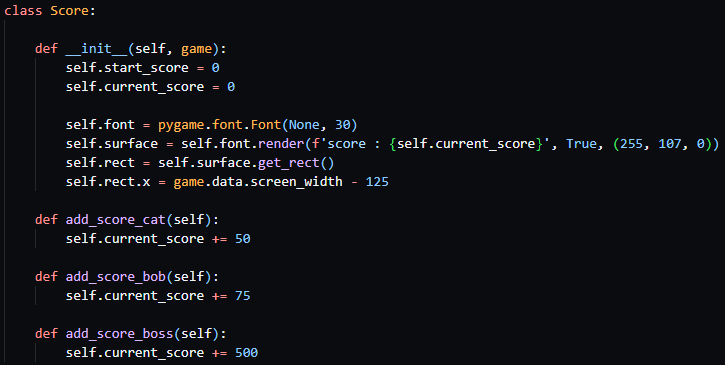 class Score:
    def __init__(self, game):
        self.start_score = 0
        self.current_score = 0
        self.font = pygame.font.Font(None, 30)
        self.surface = self.font.render(f'score : {self.current_score}', True, (255, 107, 0))
        self.rect = self.surface.get_rect()
        self.rect.x = game.data.screen_width - 125
    def add_score_cat(self):
        self.current_score += 50
    def add_score_bob(self):
        self.current_score += 75
    def add_score_boss(self):
        self.current_score += 500